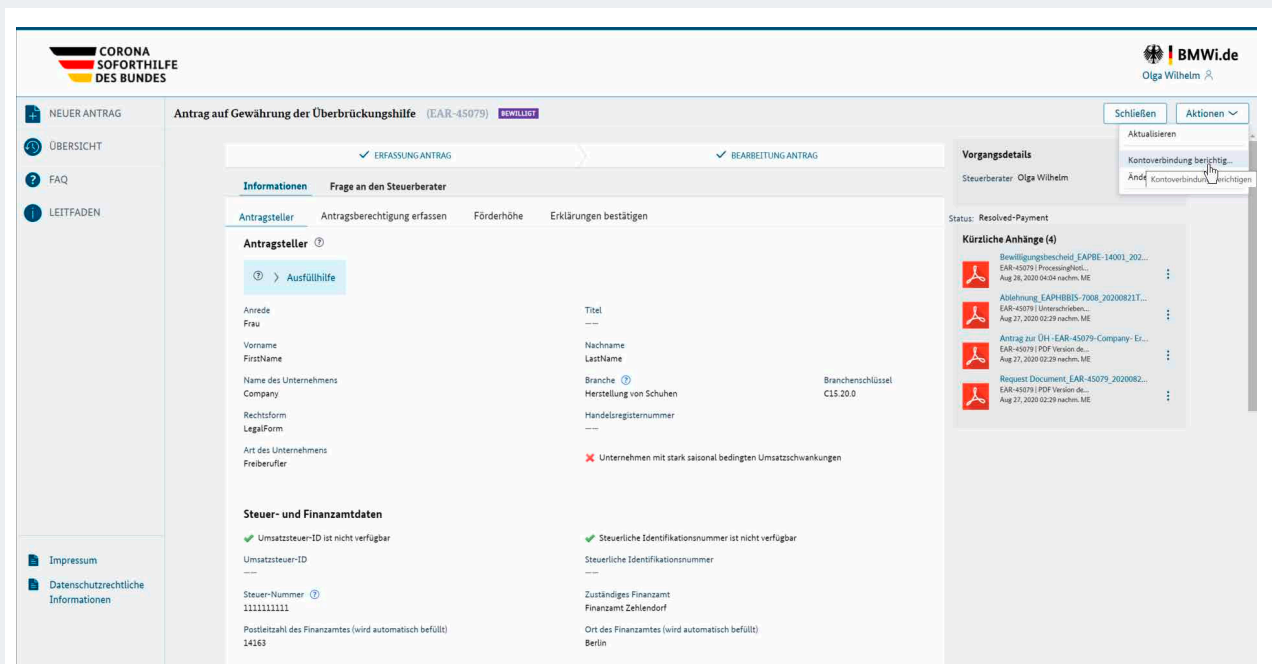 CORONA
SOFORTHILFE
DES BUNDES
BMWi.de
Olga Wilhelm
NEUER ANTRAG
ÜBERSICHT
FAQ
LEITFADEN
Antrag auf Gewährung der Überbrückungshilfe (EAR-45079) BEWILLIGT
Schließen
Aktionen
Aktualisieren
Kontoverbindung berichtig...
Ände
Kontoverbindung berichtigen
ERFASSUNG ANTRAG
BEARBEITUNG ANTRAG
Informationen
Frage an den Steuerberater
Antragsteller
Antragsberechtigung erfassen
Förderhöhe
Erklärungen bestätigen
Antragsteller ?
? > Ausfüllhilfe
Anrede
Frau
Titel
---
Vorname
FirstName
Nachname
LastName
Name des Unternehmens
Company
Branche ?
Herstellung von Schuhen
Branchenschlüssel
C15.20.0
Rechtsform
LegalForm
Handelsregisternummer
---
Art des Unternehmens
Freiberufler
Unternehmen mit stark saisonal bedingten Umsatzschwankungen
Steuer- und Finanzamtdaten
Umsatzsteuer-ID ist nicht verfügbar
Steuerliche Identifikationsnummer ist nicht verfügbar
Umsatzsteuer-ID
---
Steuerliche Identifikationsnummer
---
Steuer-Nummer ?
1111111111
Zuständiges Finanzamt
Finanzamt Zehlendorf
Postleitzahl des Finanzamtes (wird automatisch befüllt)
14163
Ort des Finanzamtes (wird automatisch befüllt)
Berlin
Vorgangsdetails
Steuerberater Olga Wilhelm
Status: Resolved-Payment
Kürzliche Anhänge (4)
Bewilligungsbescheid_EAPBE-14001_202...
EAR-45079 | ProcessingNoti...
Aug 28, 2020 04:04 nachm. ME
Ablehnung_EAPHBBIS-7008_20200821T...
EAR-45079 | Unterschrieben...
Aug 27, 2020 02:29 nachm. ME
Antrag zur ÜH -EAR-45079-Company- Er...
EAR-45079 | PDF Version de...
Aug 27, 2020 02:29 nachm. ME
Request Document_EAR-45079_2020082...
EAR-45079 | PDF Version de...
Aug 27, 2020 02:29 nachm. ME
Impressum
Datenschutzrechtliche
Informationen